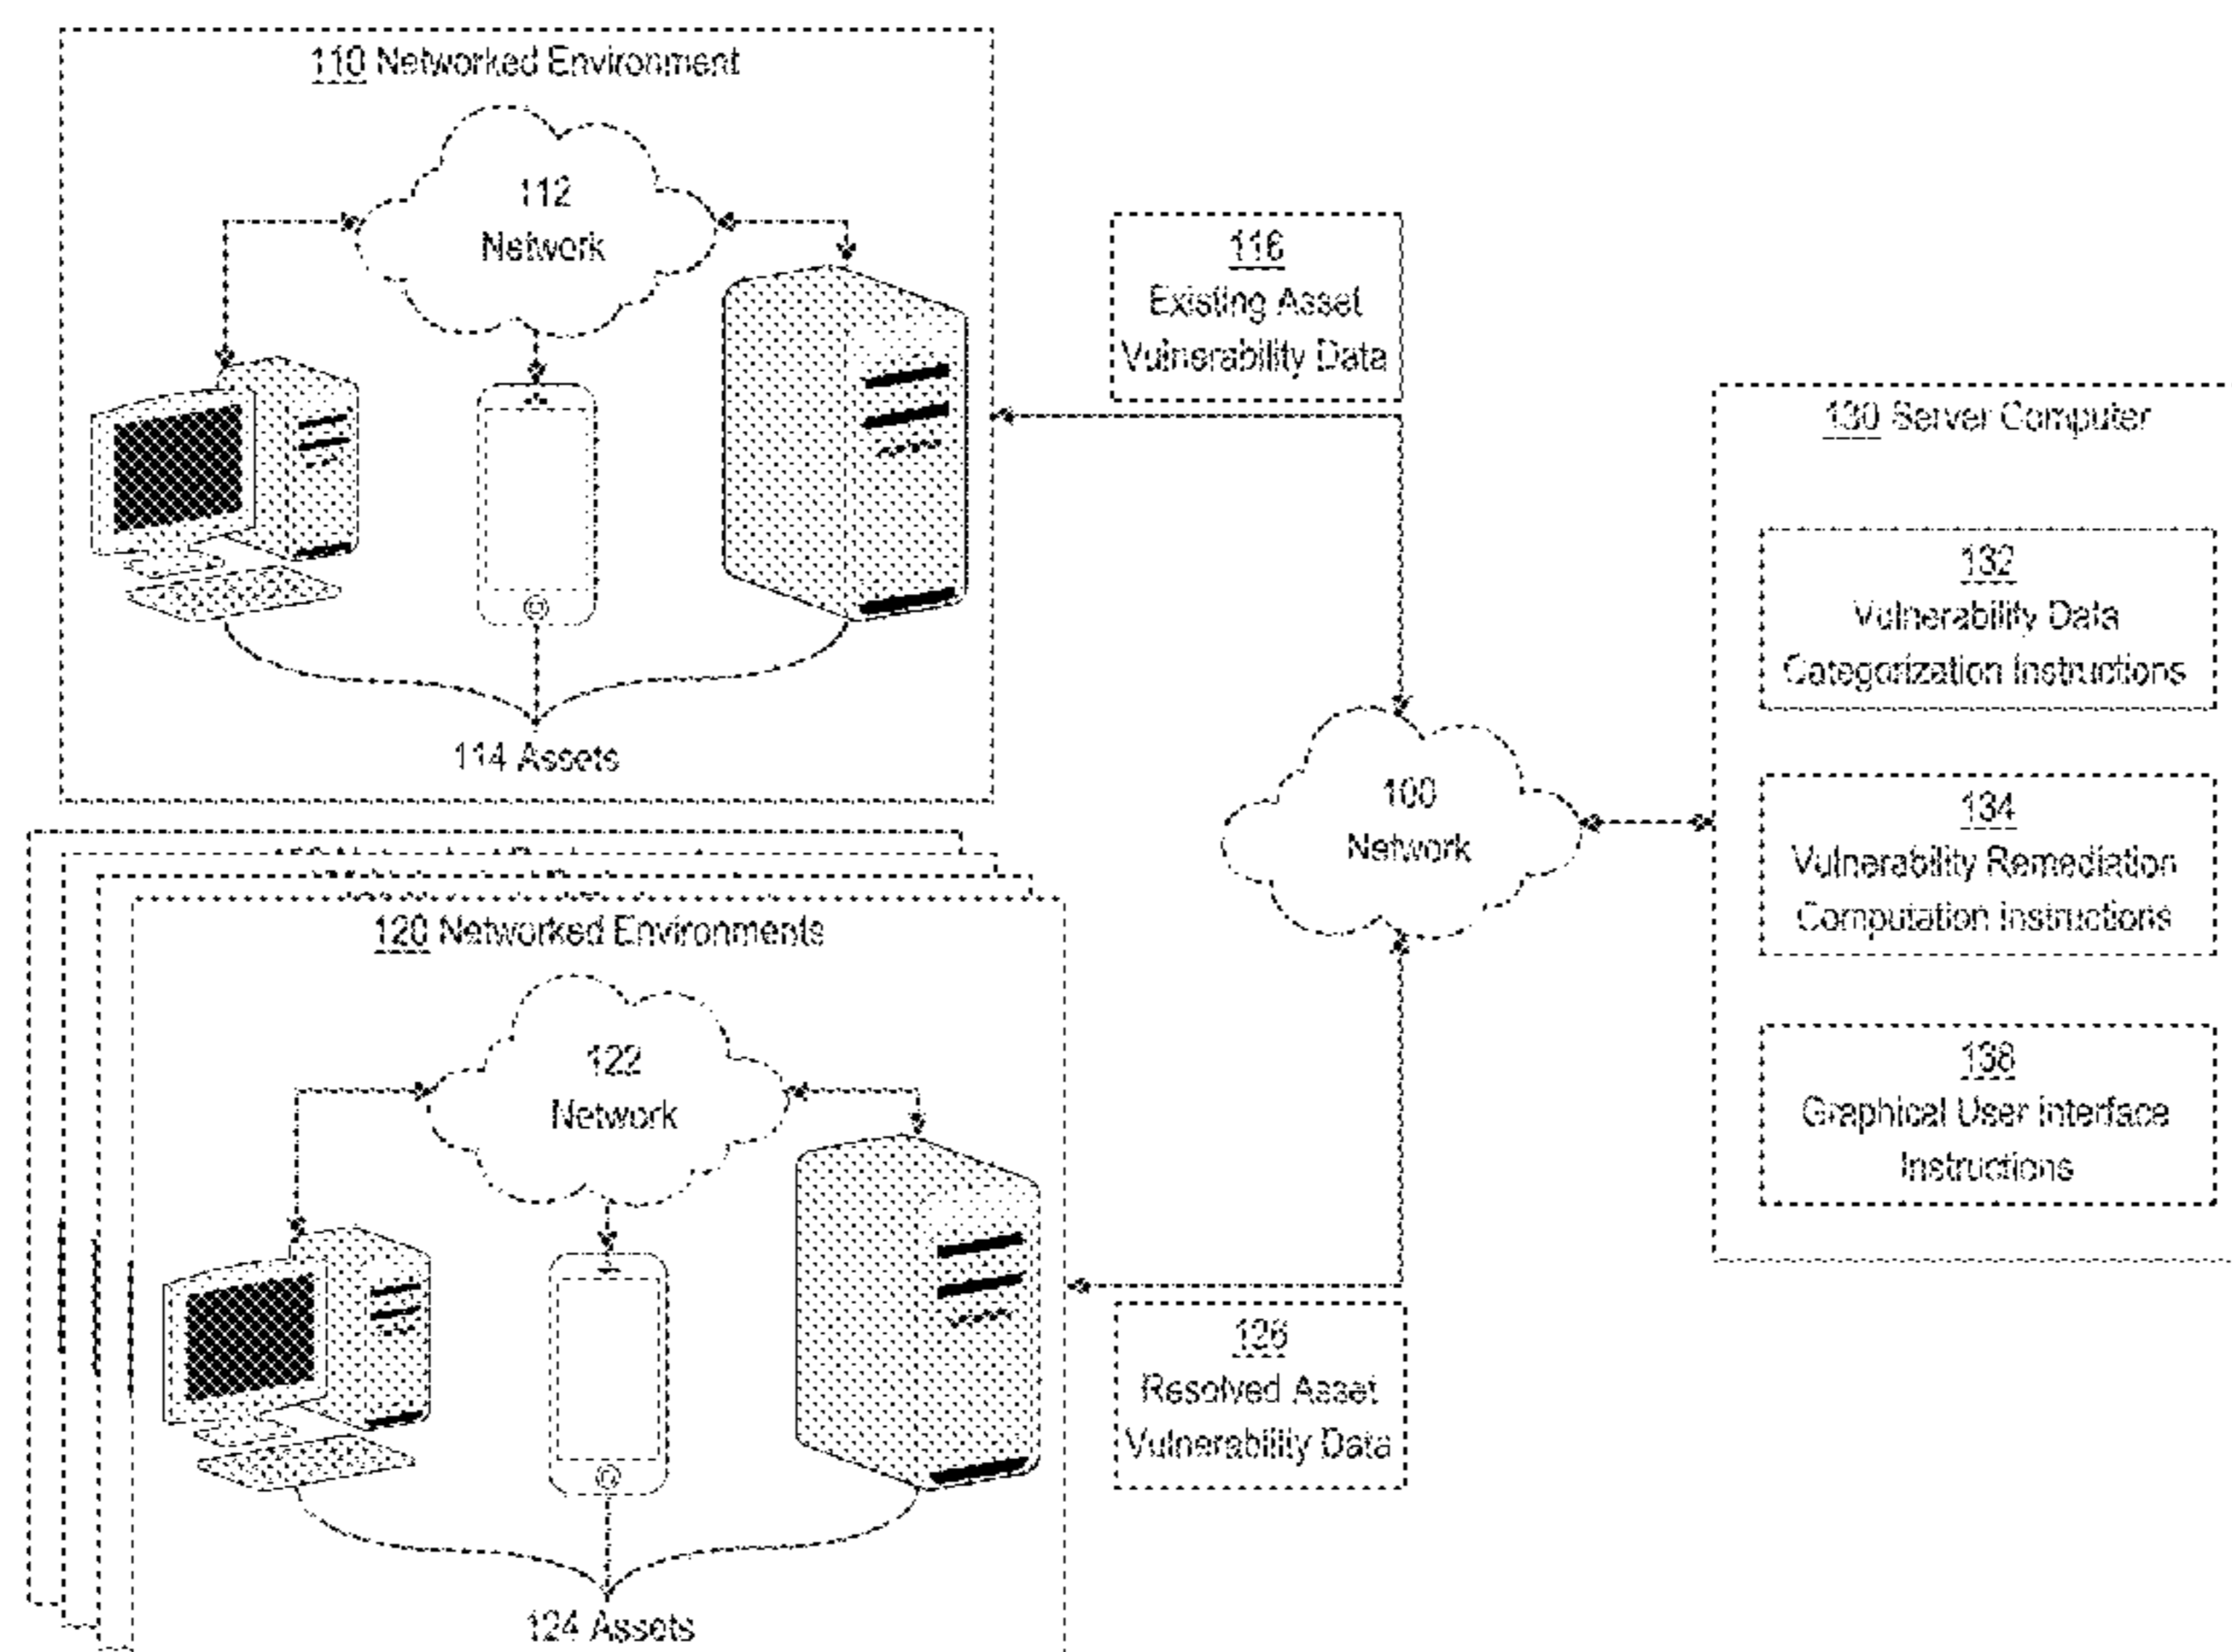 110 Networked Environment
112
Network
114 Assets
116
Existing Asset
Vulnerability Data
120 Networked Environments
122
Network
124 Assets
126
Resolved Asset
Vulnerability Data
100
Network
130 Server Computer
132
Vulnerability Data
Categorization Instructions
134
Vulnerability Remediation
Computation Instructions
138
Graphical User Interface
Instructions